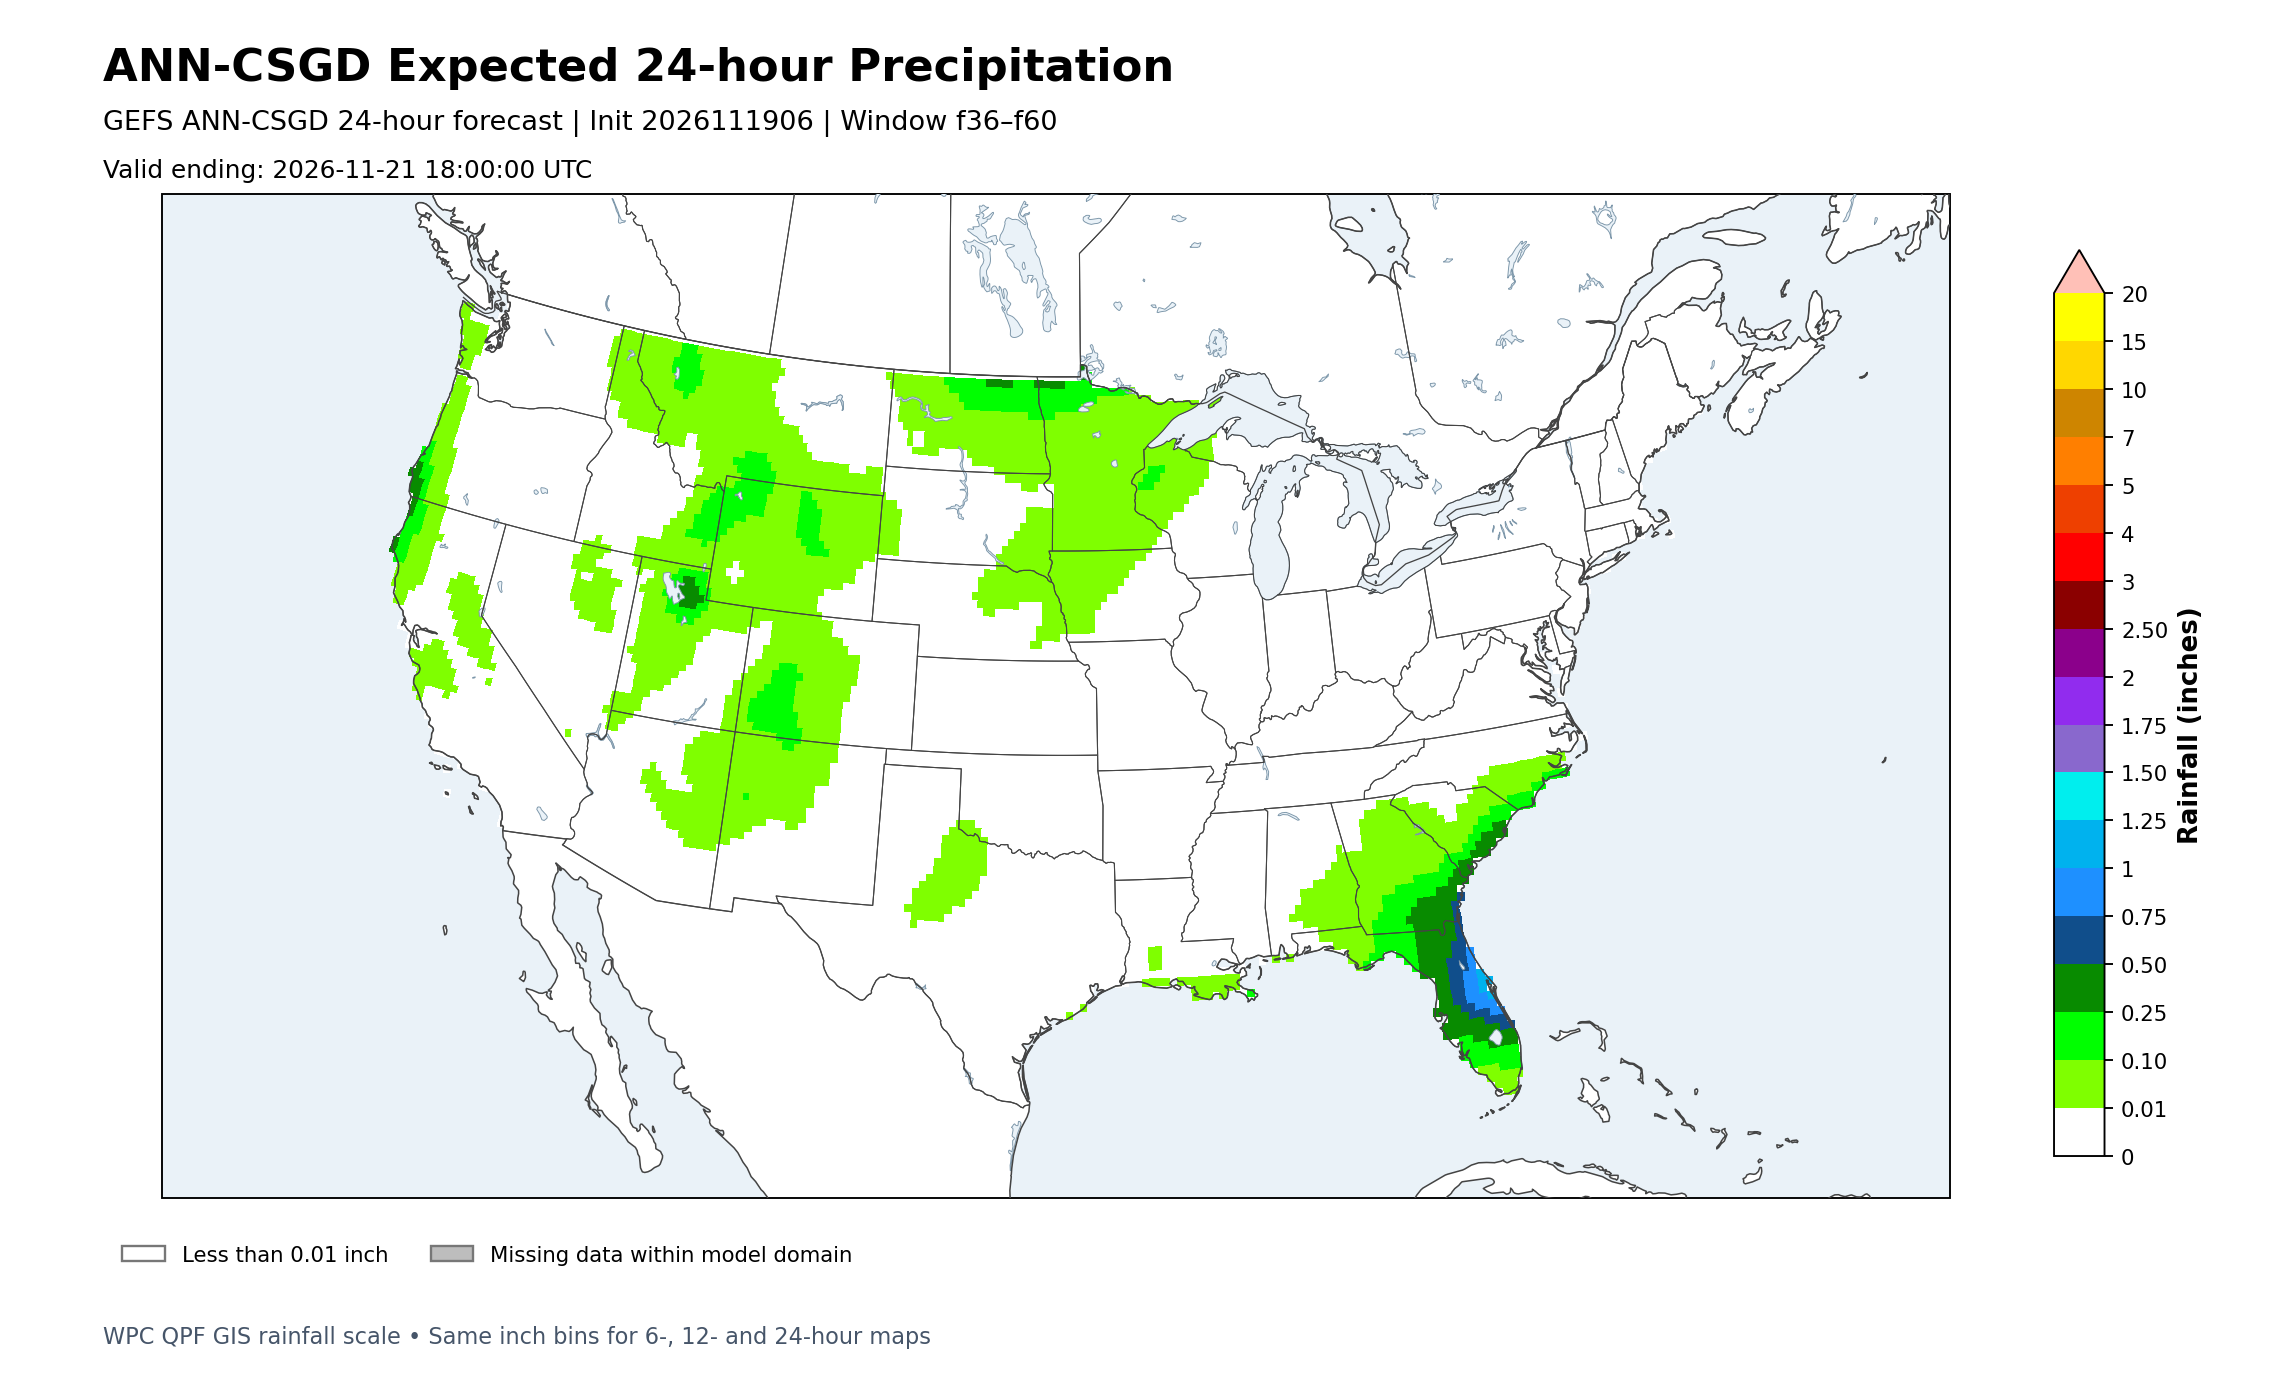 ANN-CSGD Expected 24-hour Precipitation
GEFS ANN-CSGD 24-hour forecast | Init 2026111906 | Window f36–f60
Valid ending: 2026-11-21 18:00:00 UTC
20
15
10
7
5
4
3
2.50
2
1.75
1.50
1.25
1
0.75
0.50
0.25
0.10
0.01
0
Rainfall (inches)
Less than 0.01 inch
Missing data within model domain
WPC QPF GIS rainfall scale • Same inch bins for 6-, 12- and 24-hour maps